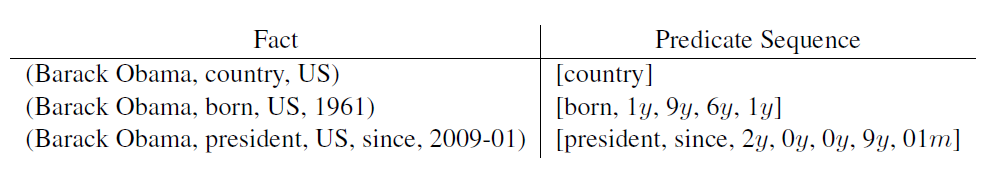 Fact Predicate Sequence
(Barack Obama, country, US) [country]
(Barack Obama, born, US, 1961) [born, 1y, 9y, 6y, 1y]
(Barack Obama, president, US, since, 2009-01) [president, since, 2y, 0y, 0y, 9y, 01m]